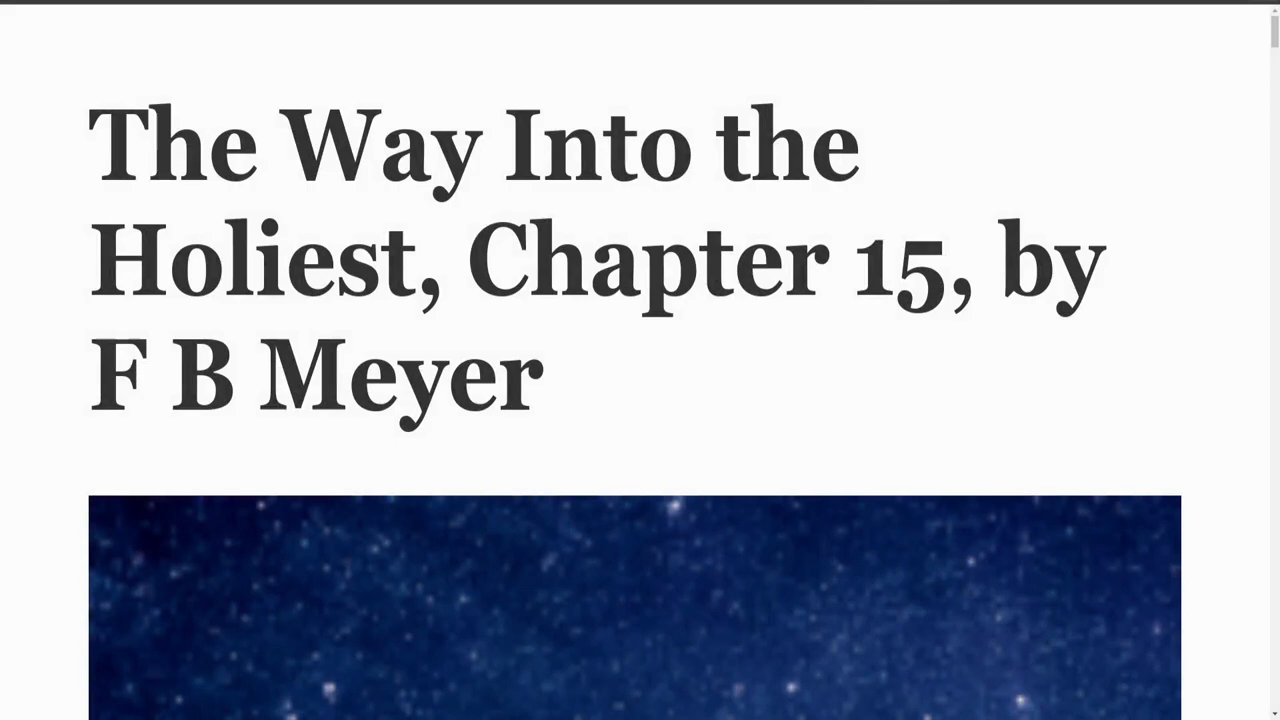 The Way Into the
Holiest, Chapter 15, by
F B Meyer